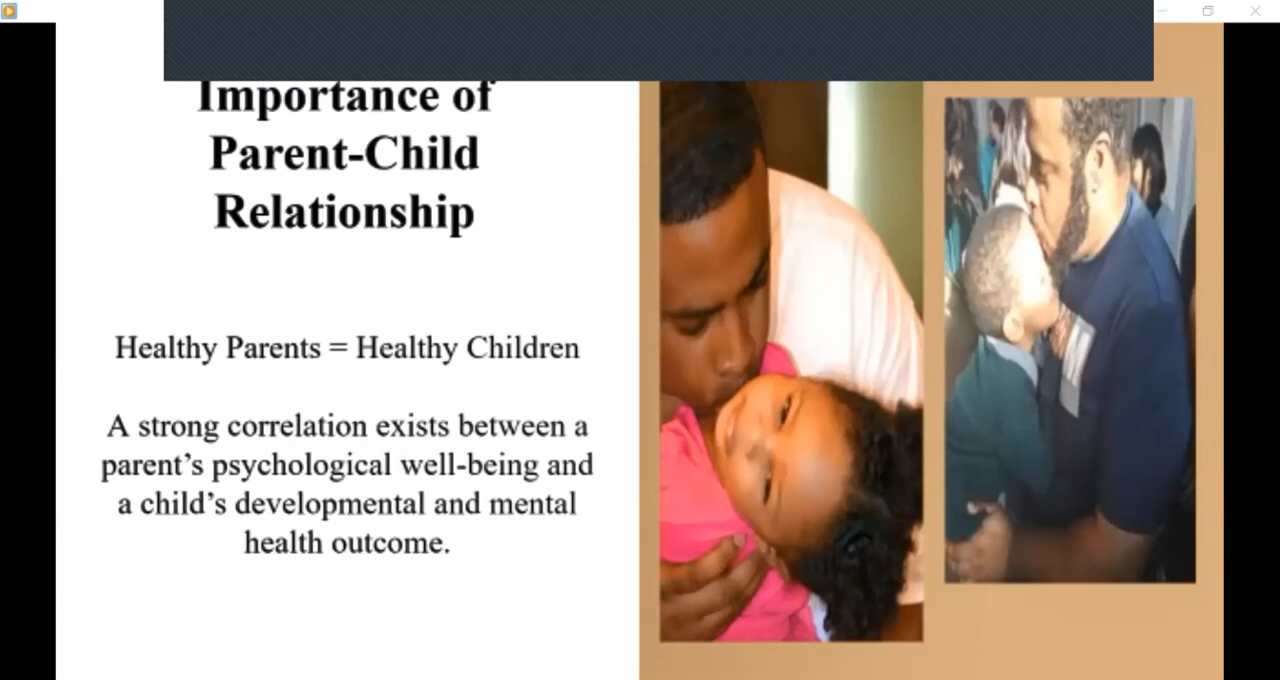 Importance of
Parent-Child
Relationship
Healthy Parents = Healthy Children
A strong correlation exists between a
parent’s psychological well-being and
a child’s developmental and mental
health outcome.